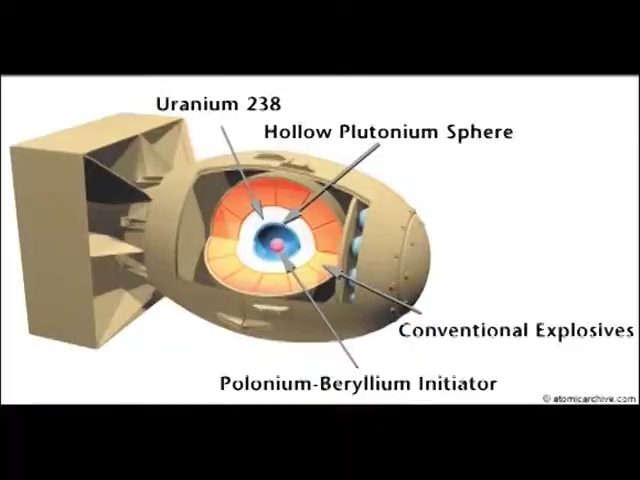 Uranium 238
Hollow Plutonium Sphere
Conventional Explosives
Polonium-Beryllium Initiator
© atomicarchive.com